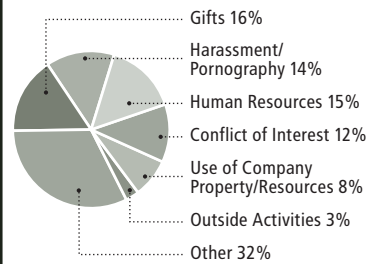 Gifts 16%
Harassment/
Pornography 14%
Human Resources 15%
Conflict of Interest 12%
Use of Company
Property/Resources 8%
Outside Activities 3%
Other 32%